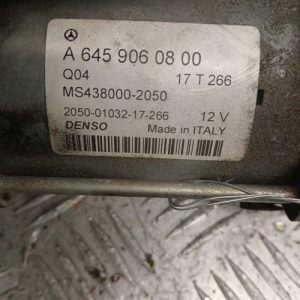 A 645 906 08 00
Q04 17 T 266
MS438000-2050
2050-01032-17-266 12 V
DENSO Made in ITALY